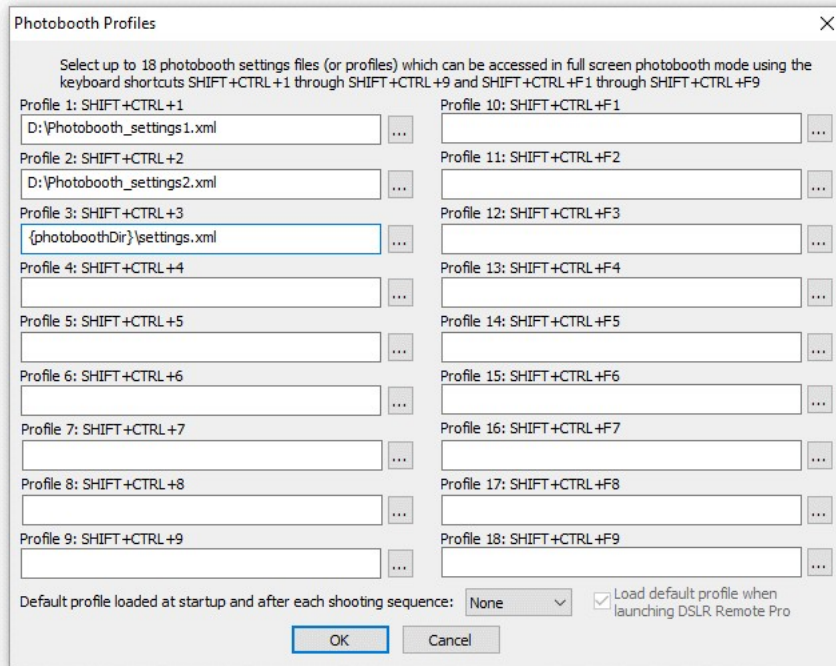 Photobooth Profiles
Select up to 18 photobooth settings files (or profiles) which can be accessed in full screen photobooth mode using the
keyboard shortcuts SHIFT+CTRL+1 through SHIFT+CTRL+9 and SHIFT+CTRL+F1 through SHIFT+CTRL+F9
Profile 1: SHIFT+CTRL+1
D:\Photobooth_settings1.xml
...
Profile 2: SHIFT+CTRL+2
D:\Photobooth_settings2.xml
...
Profile 3: SHIFT+CTRL+3
{photoboothDir}\settings.xml
...
Profile 4: SHIFT+CTRL+4
...
Profile 5: SHIFT+CTRL+5
...
Profile 6: SHIFT+CTRL+6
...
Profile 7: SHIFT+CTRL+7
...
Profile 8: SHIFT+CTRL+8
...
Profile 9: SHIFT+CTRL+9
...
Profile 10: SHIFT+CTRL+F1
...
Profile 11: SHIFT+CTRL+F2
...
Profile 12: SHIFT+CTRL+F3
...
Profile 13: SHIFT+CTRL+F4
...
Profile 14: SHIFT+CTRL+F5
...
Profile 15: SHIFT+CTRL+F6
...
Profile 16: SHIFT+CTRL+F7
...
Profile 17: SHIFT+CTRL+F8
...
Profile 18: SHIFT+CTRL+F9
...
Default profile loaded at startup and after each shooting sequence:
None
Load default profile when
launching DSLR Remote Pro
OK
Cancel